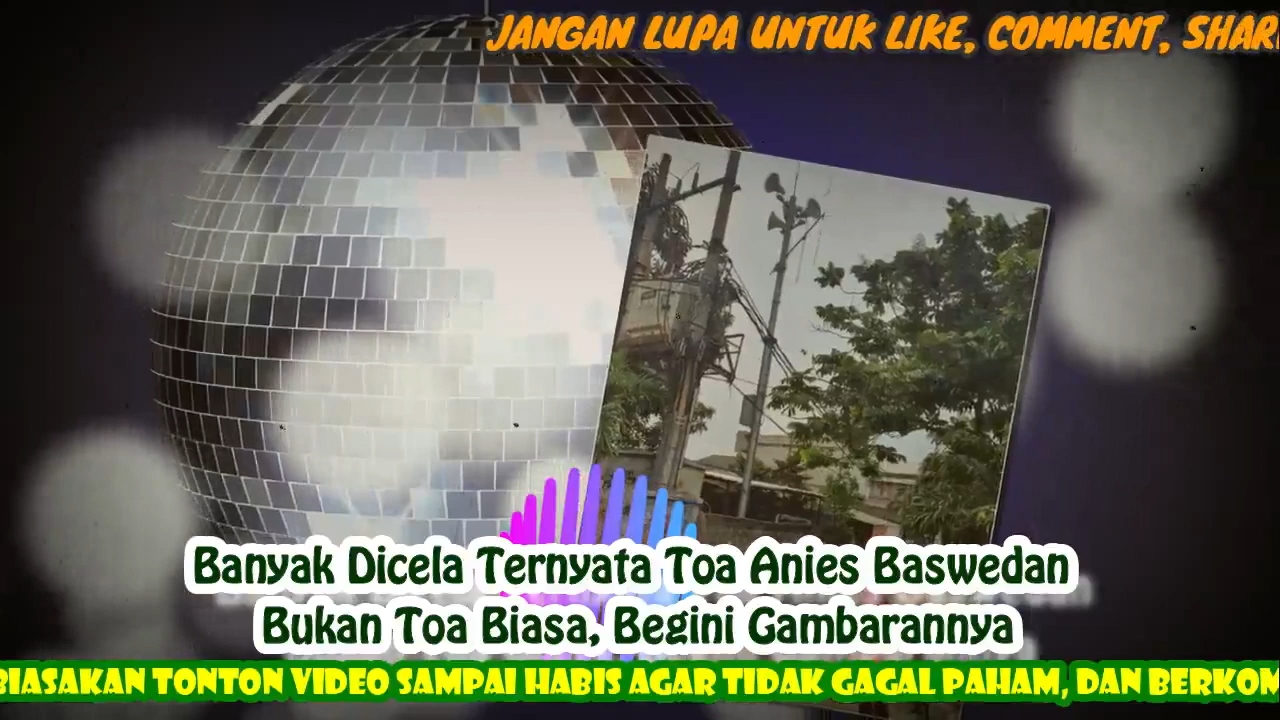 JANGAN LUPA UNTUK LIKE, COMMENT, SHAR
Banyak Dicela Ternyata Toa Anies Baswedan
Bukan Toa Biasa, Begini Gambarannya
BIASAKAN TONTON VIDEO SAMPAI HABIS AGAR TIDAK GAGAL PAHAM, DAN BERKOM